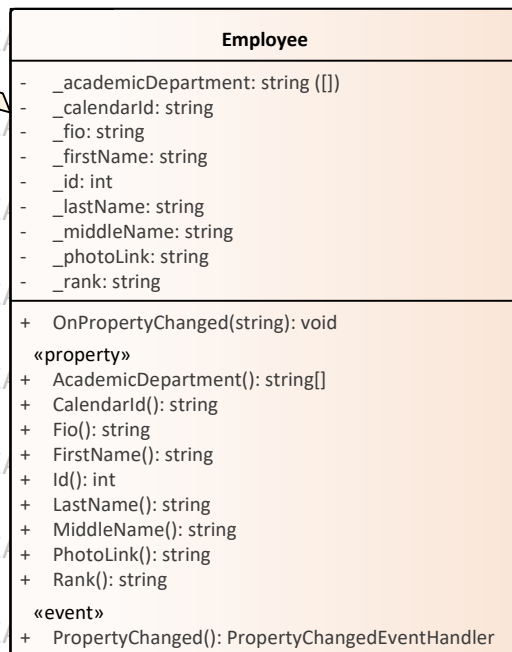 Employee
- _academicDepartment: string ([])
- _calendarId: string
- _fio: string
- _firstName: string
- _id: int
- _lastName: string
- _middleName: string
- _photoLink: string
- _rank: string
+ OnPropertyChanged(string): void
«property»
+ AcademicDepartment(): string[]
+ CalendarId(): string
+ Fio(): string
+ FirstName(): string
+ Id(): int
+ LastName(): string
+ MiddleName(): string
+ PhotoLink(): string
+ Rank(): string
«event»
+ PropertyChanged(): PropertyChangedEventHandler